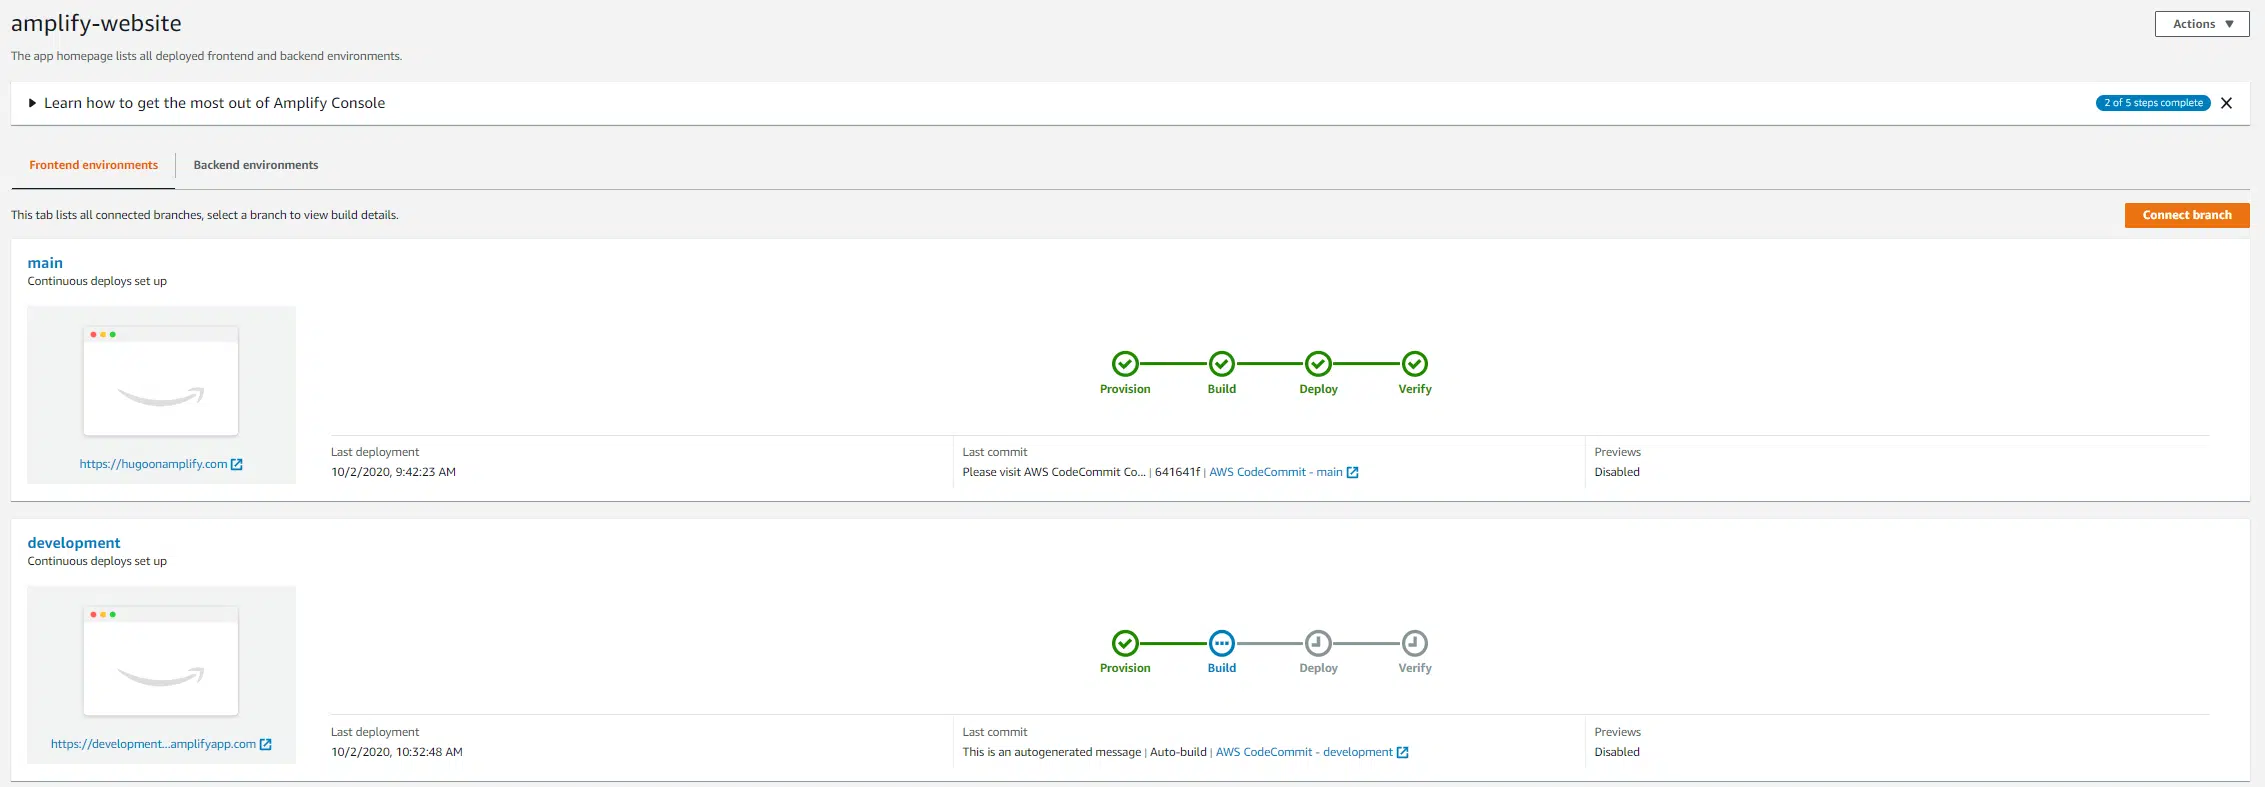 amplify-website
Actions
The app homepage lists all deployed frontend and backend environments.
Learn how to get the most out of Amplify Console
2 of 5 steps complete
Frontend environments
Backend environments
This tab lists all connected branches, select a branch to view build details.
Connect branch
main
Continuous deploys set up
Provision
Build
Deploy
Verify
https://hugoonamplify.com
Last deployment
10/2/2020, 9:42:23 AM
Last commit
Please visit AWS CodeCommit Co... | 641641f | AWS CodeCommit - main
Previews
Disabled
development
Continuous deploys set up
Provision
Build
Deploy
Verify
https://development...amplifyapp.com
Last deployment
10/2/2020, 10:32:48 AM
Last commit
This is an autogenerated message | Auto-build | AWS CodeCommit - development
Previews
Disabled